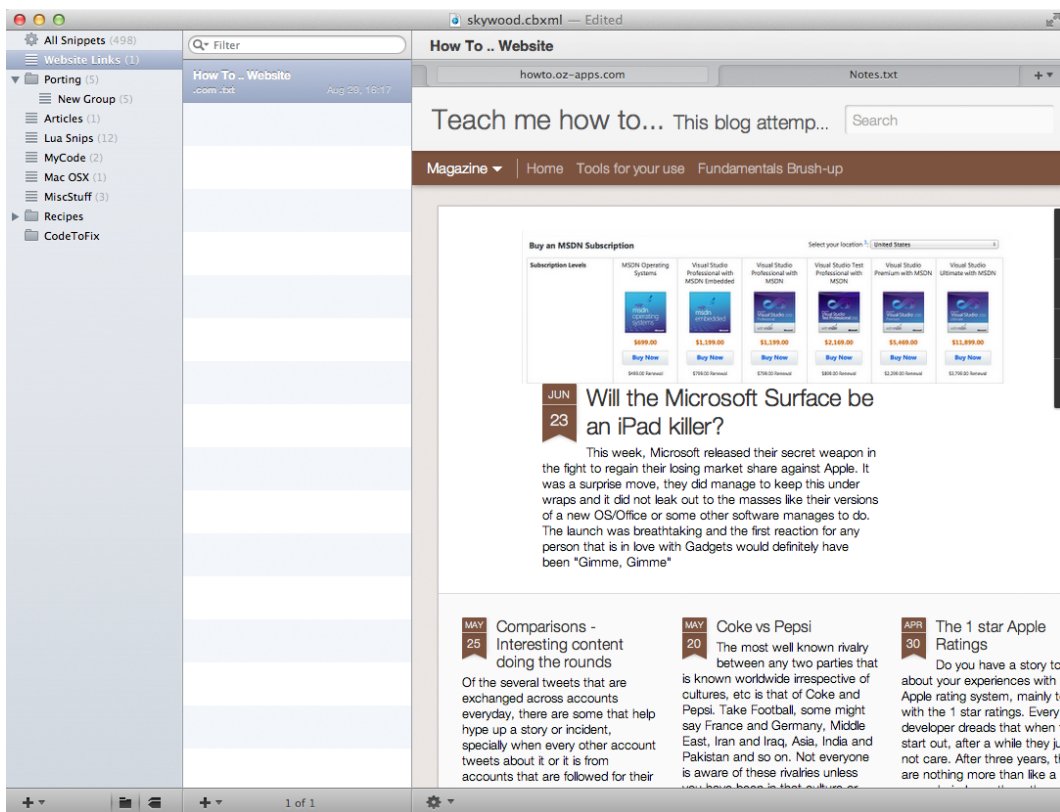 skywood.cbxml — Edited
All Snippets (498)
Website Links (1)
Porting (5)
New Group (5)
Articles (1)
Lua Snips (12)
MyCode (2)
Mac OSX (1)
MiscStuff (3)
Recipes
CodeToFix
Filter
How To .. Website
.com .txt Aug 29, 16:17
How To .. Website
howto.oz-apps.com Notes.txt
Teach me how to... This blog attemp... Search
Magazine Home Tools for your use Fundamentals Brush-up
Buy an MSDN Subscription Select your location United States
Subscription Levels
MSDN Operating
Systems
Visual Studio
Professional with
MSDN Embedded
Visual Studio
Professional with
MSDN
Visual Studio Test
Professional with
MSDN
Visual Studio
Premium with MSDN
Visual Studio
Ultimate with MSDN
msdn
operating
systems
msdn
embedded
$699.00 $1,199.00 $1,199.00 $2,169.00 $11,899.00
Buy Now Buy Now Buy Now Buy Now Buy Now Buy Now
JUN
23
Will the Microsoft Surface be
an iPad killer?
This week, Microsoft released their secret weapon in
the fight to regain their losing market share against Apple. It
was a surprise move, they did manage to keep this under
wraps and it did not leak out to the masses like their versions
of a new OS/Office or some other software manages to do.
The launch was breathtaking and the first reaction for any
person that is in love with Gadgets would definitely have
been "Gimme, Gimme"
MAY
25
Comparisons -
Interesting content
doing the rounds
Of the several tweets that are
exchanged across accounts
everyday, there are some that help
hype up a story or incident,
specially when every other account
tweets about it or it is from
accounts that are followed for their
MAY
20
Coke vs Pepsi
The most well known rivalry
between any two parties that
is known worldwide irrespective of
cultures, etc is that of Coke and
Pepsi. Take Football, some might
say France and Germany, Middle
East, Iran and Iraq, Asia, India and
Pakistan and so on. Not everyone
is aware of these rivalries unless
APR
30
The 1 star Apple
Ratings
Do you have a story to
about your experiences with
Apple rating system, mainly
with the 1 star ratings. Every
developer dreads that when
start out, after a while they
not care. After three years,
are nothing more than like a
1 of 1